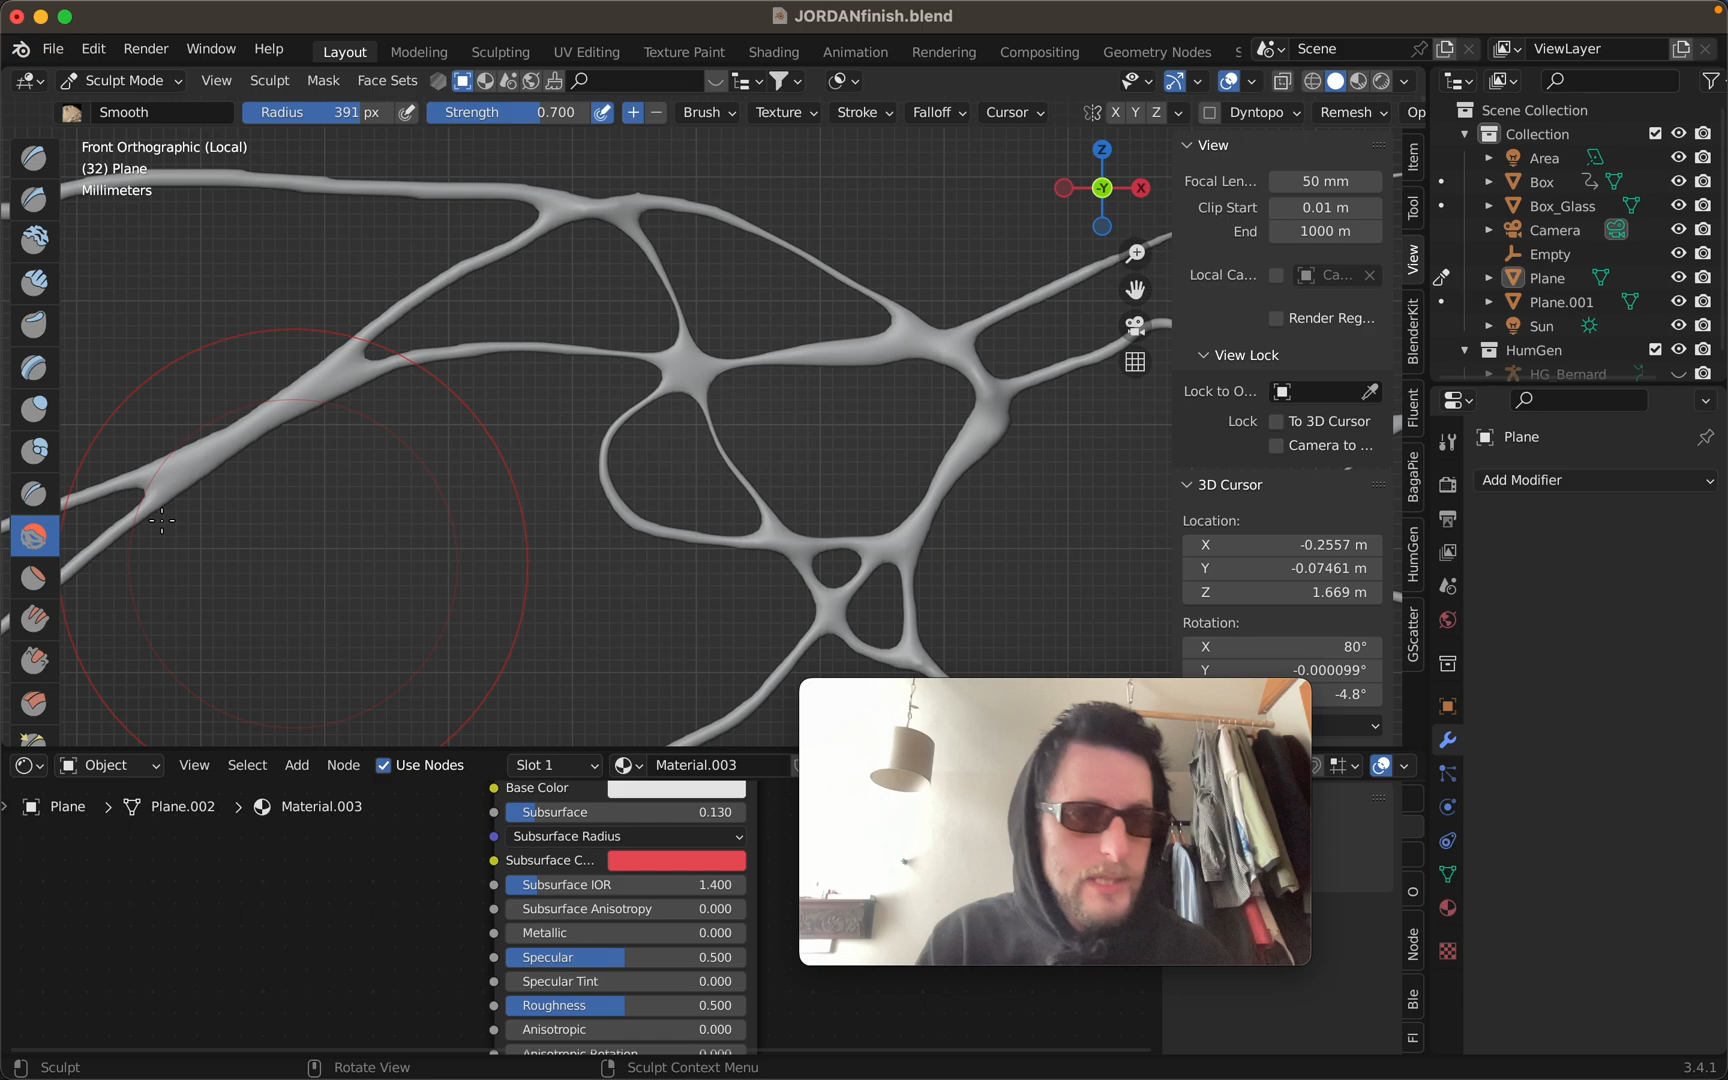 JORDANfinish.blend
File Edit Render Window Help Layout Modeling Sculpting UV Editing Texture Paint Shading Animation Rendering Compositing Geometry Nodes Scene ViewLayer
Sculpt Mode View Sculpt Mask Face Sets
Smooth Radius 391 px Strength 0.700 + − Brush Texture Stroke Falloff Cursor X Y Z Dyntopo Remesh Op
Front Orthographic (Local)
(32) Plane
Millimeters
Z
-Y X
View
Focal Len... 50 mm
Clip Start 0.01 m
End 1000 m
Local Ca... Ca...
Render Reg...
View Lock
Lock to O...
Lock To 3D Cursor
Camera to ...
3D Cursor
Location:
X -0.2557 m
Y -0.07461 m
Z 1.669 m
Rotation:
X 80°
Y -0.000099°
-4.8°
Item
Tool
View
BlenderKit
Fluent
BagaPie
HumGen
GScatter
Scene Collection
Collection
Area
Box
Box_Glass
Camera
Empty
Plane
Plane.001
Sun
HumGen
HG_Bernard
Plane
Add Modifier
Object View Select Add Node Use Nodes Slot 1 Material.003
Plane > Plane.002 > Material.003
Base Color
Subsurface 0.130
Subsurface Radius
Subsurface C...
Subsurface IOR 1.400
Subsurface Anisotropy 0.000
Metallic 0.000
Specular 0.500
Specular Tint 0.000
Roughness 0.500
Anisotropic 0.000
Anisotropic Rotation 0.000
O
Node
Ble
Fl
Sculpt Rotate View Sculpt Context Menu 3.4.1